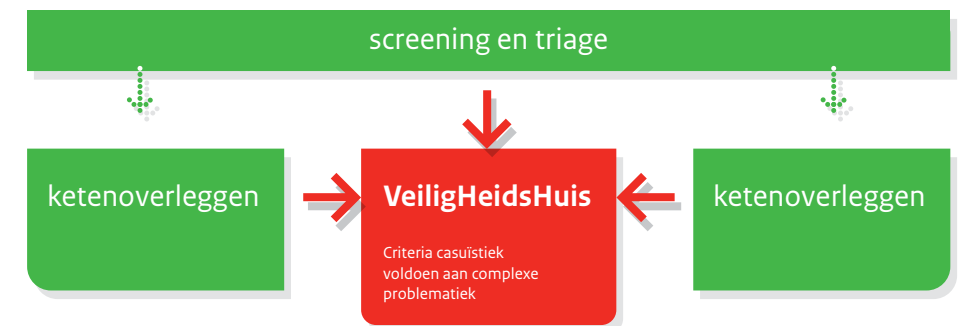 screening en triage
ketenoverleggen
VeiligHeidsHuis
Criteria casuïstiek
voldoen aan complexe
problematiek
ketenoverleggen